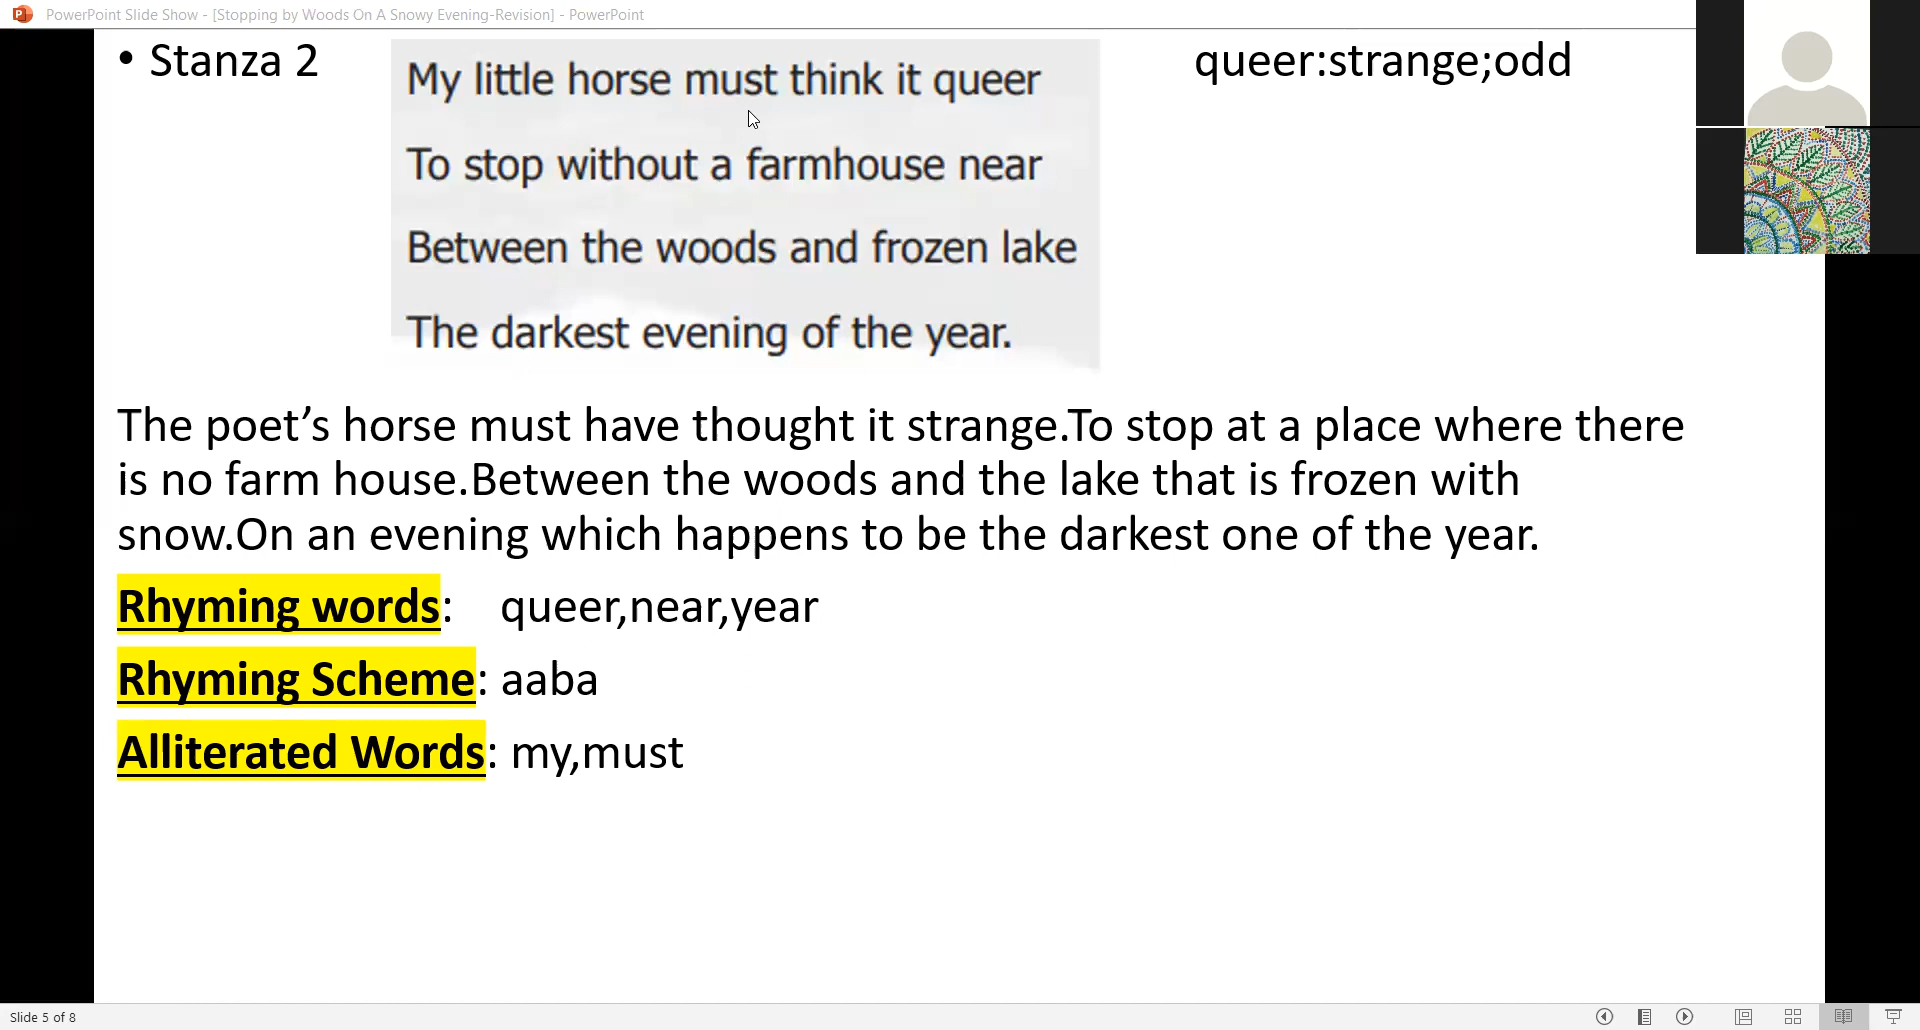 PowerPoint Slide Show - [Stopping by Woods On A Snowy Evening-Revision] - PowerPoint
• Stanza 2
My little horse must think it queer
To stop without a farmhouse near
Between the woods and frozen lake
The darkest evening of the year.
queer:strange;odd
The poet’s horse must have thought it strange.To stop at a place where there
is no farm house.Between the woods and the lake that is frozen with
snow.On an evening which happens to be the darkest one of the year.
Rhyming words: queer,near,year
Rhyming Scheme: aaba
Alliterated Words: my,must
Slide 5 of 8